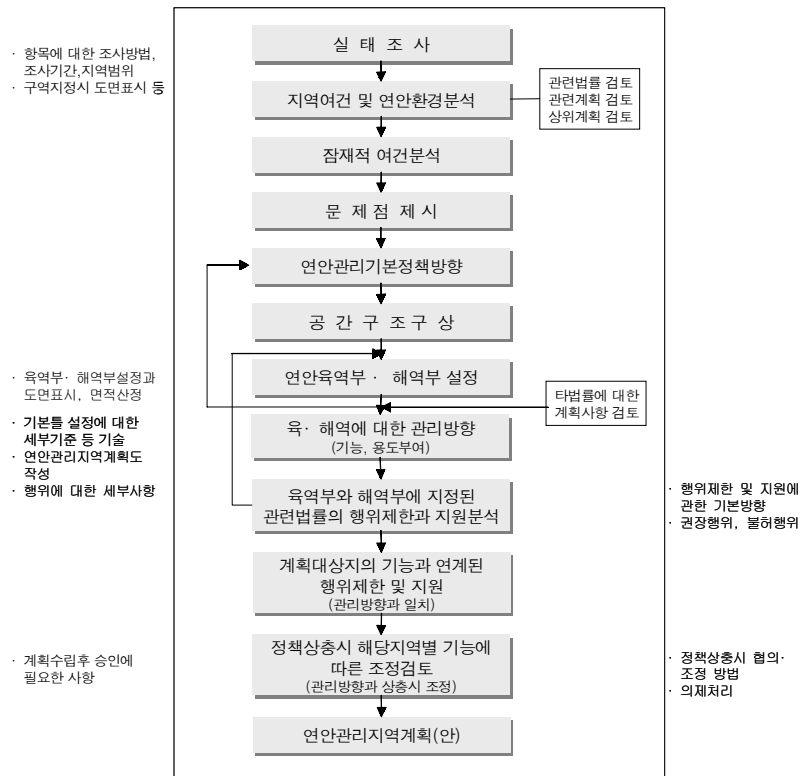 실 태 조 사
· 항목에 대한 조사방법,
조사기간,지역범위
· 구역지정시 도면표시 등
지역여건 및 연안환경분석
관련법률 검토
관련계획 검토
상위계획 검토
잠재적 여건분석
문 제점 제시
연안관리기본정책방향
공 간 구 조구 상
연안육역부 · 해역부 설정
· 육역부· 해역부설정과
도면표시, 면적산정
· 기본틀 설정에 대한
세부기준 등 기술
· 연안관리지역계획도
작성
· 행위에 대한 세부사항
타법률에 대한
계획사항 검토
육· 해역에 대한 관리방향
(기능, 용도부여)
육역부와 해역부에 지정된
관련법률의 행위제한과 지원분석
· 행위제한 및 지원에
관한 기본방향
· 권장행위, 불허행위
계획대상지의 기능과 연계된
행위제한 및 지원
(관리방향과 일치)
정책상충시 해당지역별 기능에
따른 조정검토
(관리방향과 상충시 조정)
· 계획수립후 승인에
필요한 사항
· 정책상충시 협의·
조정 방법
· 의제처리
연안관리지역계획(안)